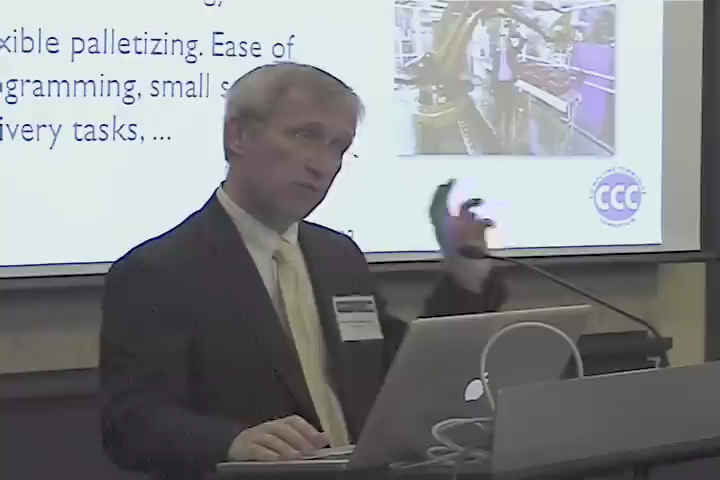 xible palletizing. Ease of
ogramming, small s
ivery tasks, ...
CCC